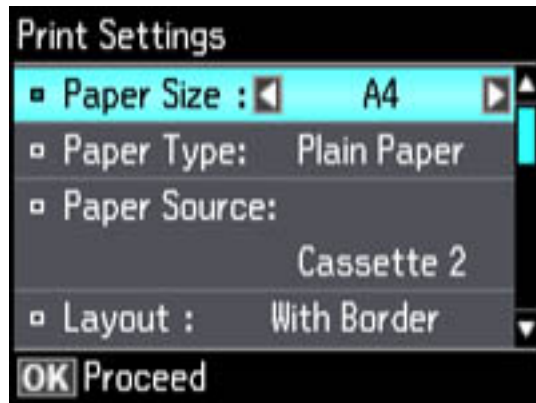 Print Settings
Paper Size : A4
Paper Type: Plain Paper
Paper Source:
Cassette 2
Layout : With Border
OK Proceed